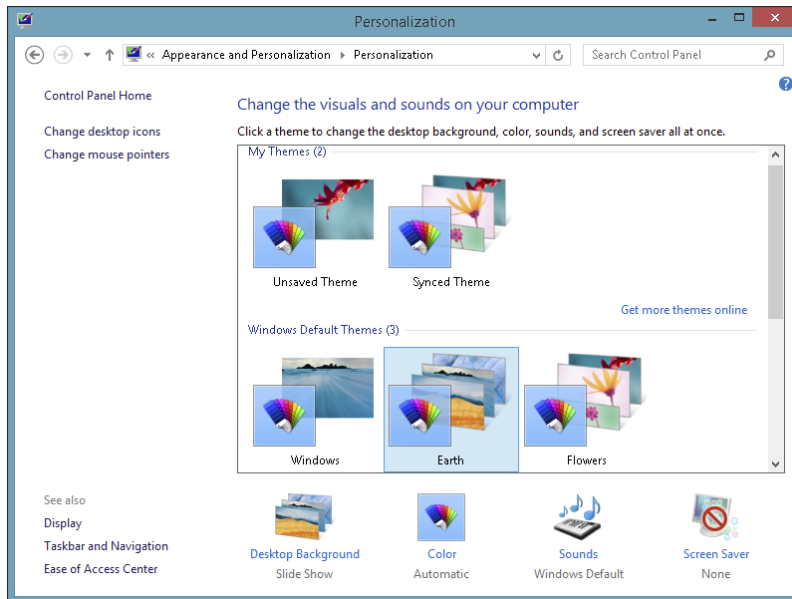 Personalization
« Appearance and Personalization Personalization
Search Control Panel
Control Panel Home
Change desktop icons
Change mouse pointers
Change the visuals and sounds on your computer
Click a theme to change the desktop background, color, sounds, and screen saver all at once.
My Themes (2)
Unsaved Theme
Synced Theme
Get more themes online
Windows Default Themes (3)
Windows
Earth
Flowers
See also
Display
Taskbar and Navigation
Ease of Access Center
Desktop Background
Slide Show
Color
Automatic
Sounds
Windows Default
Screen Saver
None